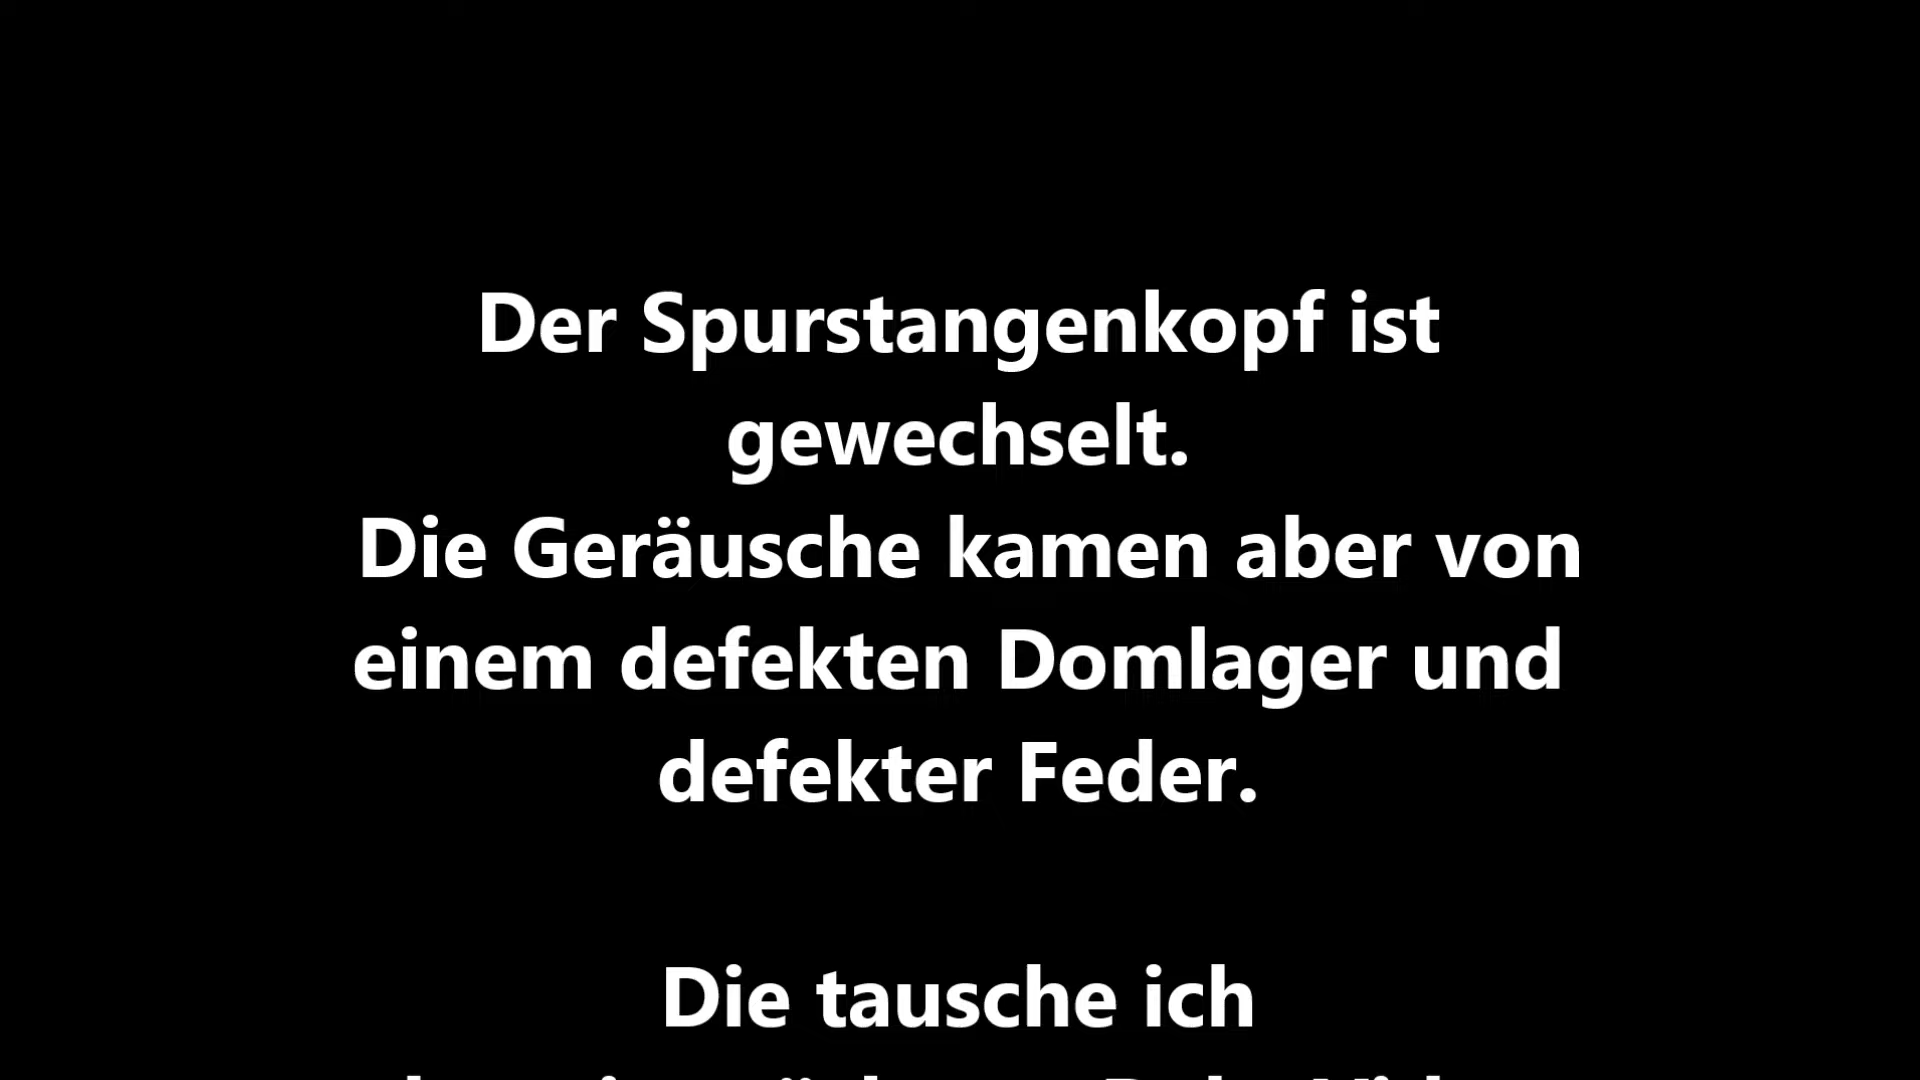 Der Spurstangenkopf ist
gewechselt.
Die Geräusche kamen aber von
einem defekten Domlager und
defekter Feder.
Die tausche ich